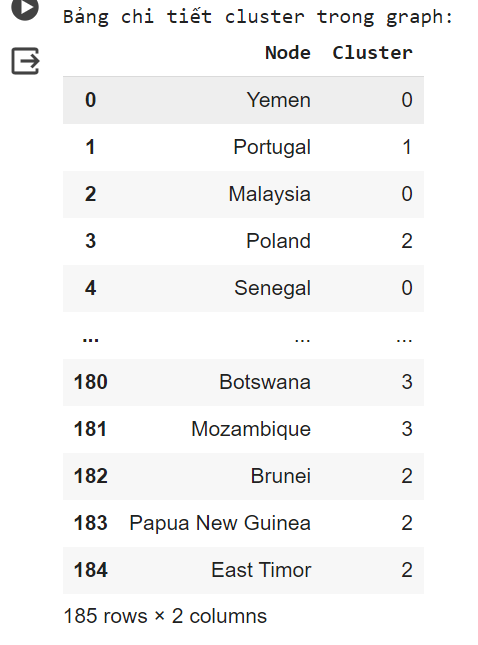 Bảng chi tiết cluster trong graph:
Node Cluster
0 Yemen 0
1 Portugal 1
2 Malaysia 0
3 Poland 2
4 Senegal 0
... ... ...
180 Botswana 3
181 Mozambique 3
182 Brunei 2
183 Papua New Guinea 2
184 East Timor 2
185 rows × 2 columns